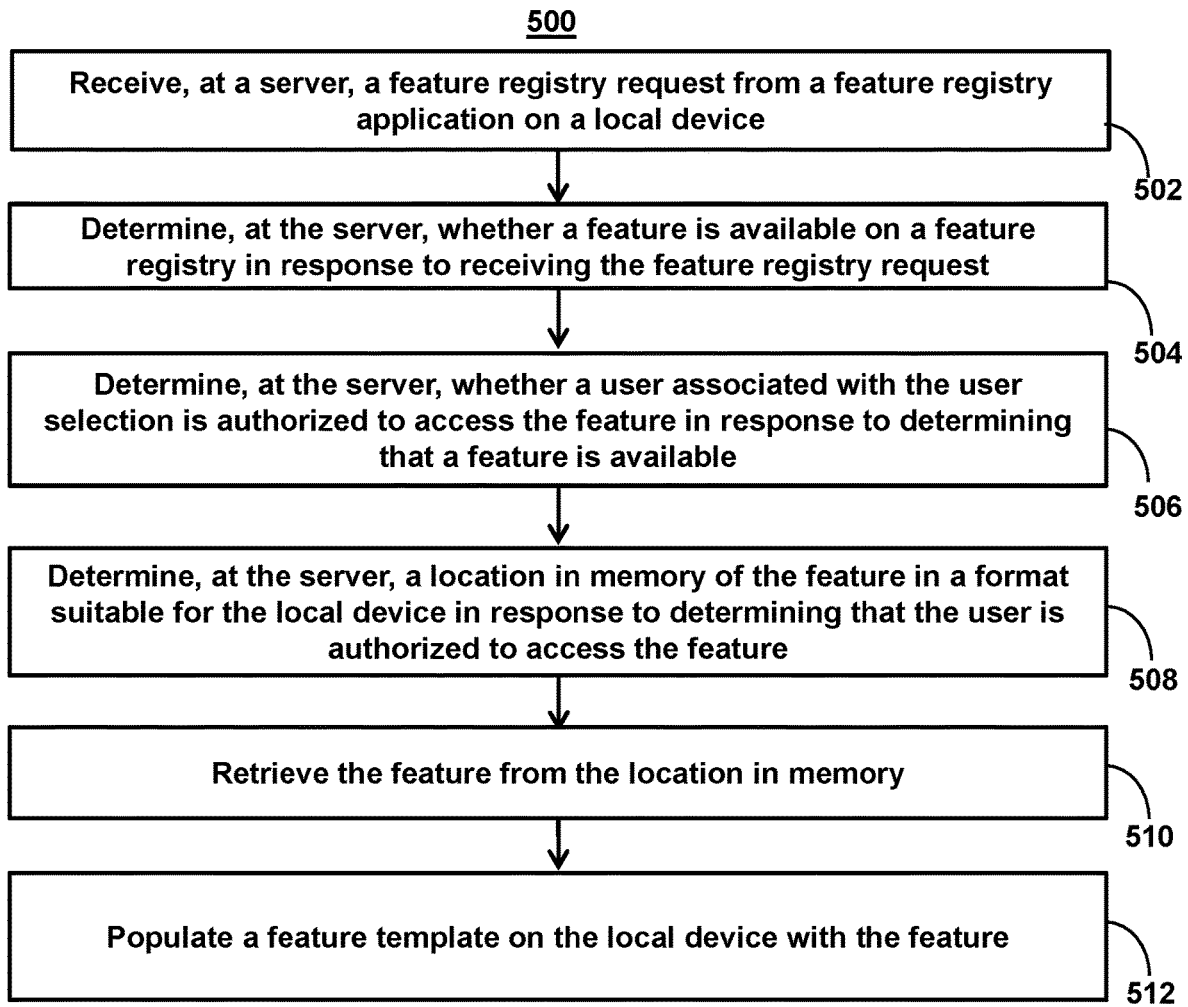 500
Receive, at a server, a feature registry request from a feature registry
application on a local device
502
Determine, at the server, whether a feature is available on a feature
registry in response to receiving the feature registry request
504
Determine, at the server, whether a user associated with the user
selection is authorized to access the feature in response to determining
that a feature is available
506
Determine, at the server, a location in memory of the feature in a format
suitable for the local device in response to determining that the user is
authorized to access the feature
508
Retrieve the feature from the location in memory
510
Populate a feature template on the local device with the feature
512